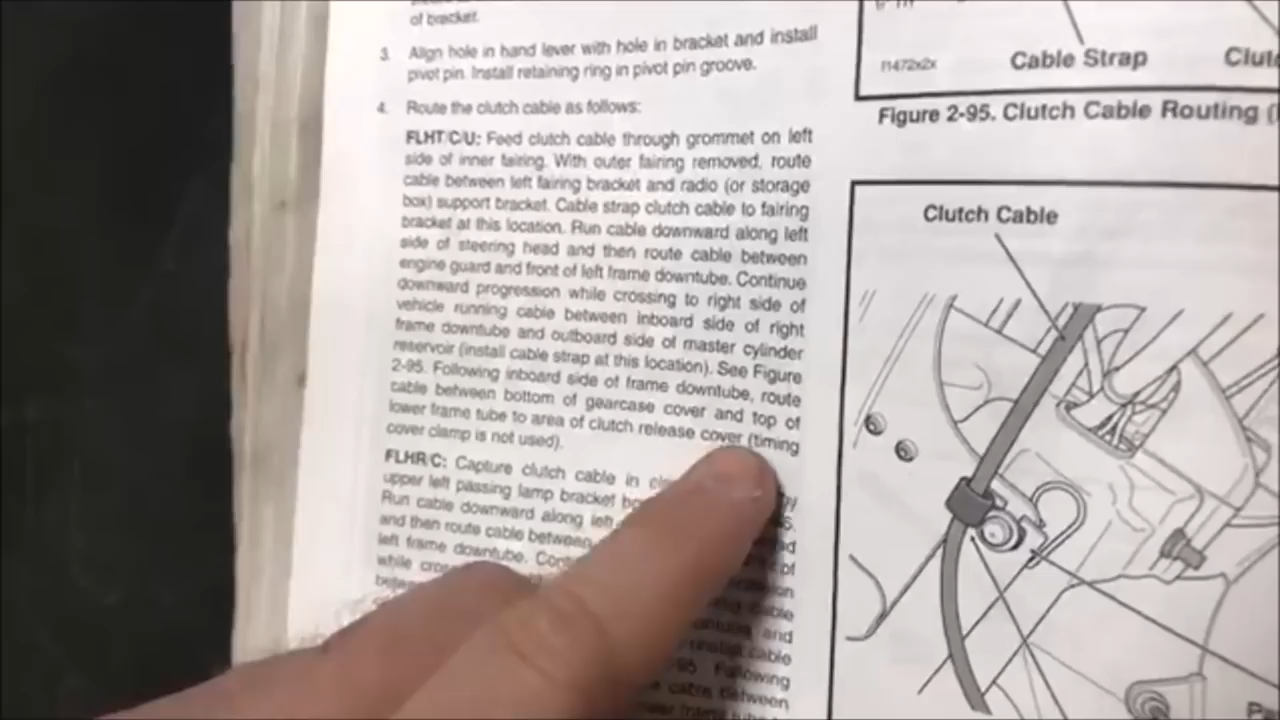 of bracket.
3. Align hole in hand lever with hole in bracket and install
pivot pin. Install retaining ring in pivot pin groove.
4. Route the clutch cable as follows:
FLHT/C/U: Feed clutch cable through grommet on left
side of inner fairing. With outer fairing removed, route
cable between left fairing bracket and radio (or storage
box) support bracket. Cable strap clutch cable to fairing
bracket at this location. Run cable downward along left
side of steering head and then route cable between
engine guard and front of left frame downtube. Continue
downward progression while crossing to right side of
vehicle running cable between inboard side of right
frame downtube and outboard side of master cylinder
reservoir (install cable strap at this location). See Figure
2-95. Following inboard side of frame downtube, route
cable between bottom of gearcase cover and top of
lower frame tube to area of clutch release cover (timing
cover clamp is not used).
FLHR/C: Capture clutch cable in
upper left passing lamp bracket
Run cable downward along left
and then route cable between
left frame downtube.
of
while
cable
and
cable
Following
cable between
f1472x2x
Cable Strap
Figure 2-95. Clutch Cable Routing
Clutch Cable